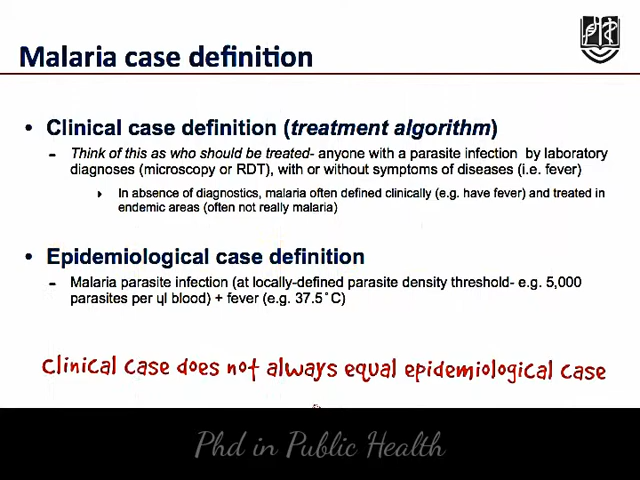 Malaria case definition
• Clinical case definition (treatment algorithm)
– Think of this as who should be treated- anyone with a parasite infection by laboratory
diagnoses (microscopy or RDT), with or without symptoms of diseases (i.e. fever)
In absence of diagnostics, malaria often defined clinically (e.g. have fever) and treated in
endemic areas (often not really malaria)
• Epidemiological case definition
– Malaria parasite infection (at locally-defined parasite density threshold- e.g. 5,000
parasites per ųl blood) + fever (e.g. 37.5˚C)
Clinical case does not always equal epidemiological case
Phd in Public Health